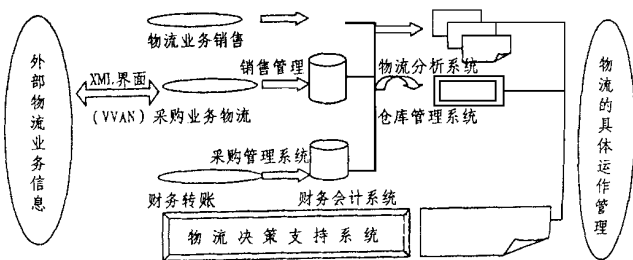 外部物流业务信息
物流业务销售
销售管理
XML界面
(VVAN)
采购业务物流
物流分析系统
仓库管理系统
采购管理系统
财务转账
财务会计系统
物流决策支持系统
物流的具体运作管理